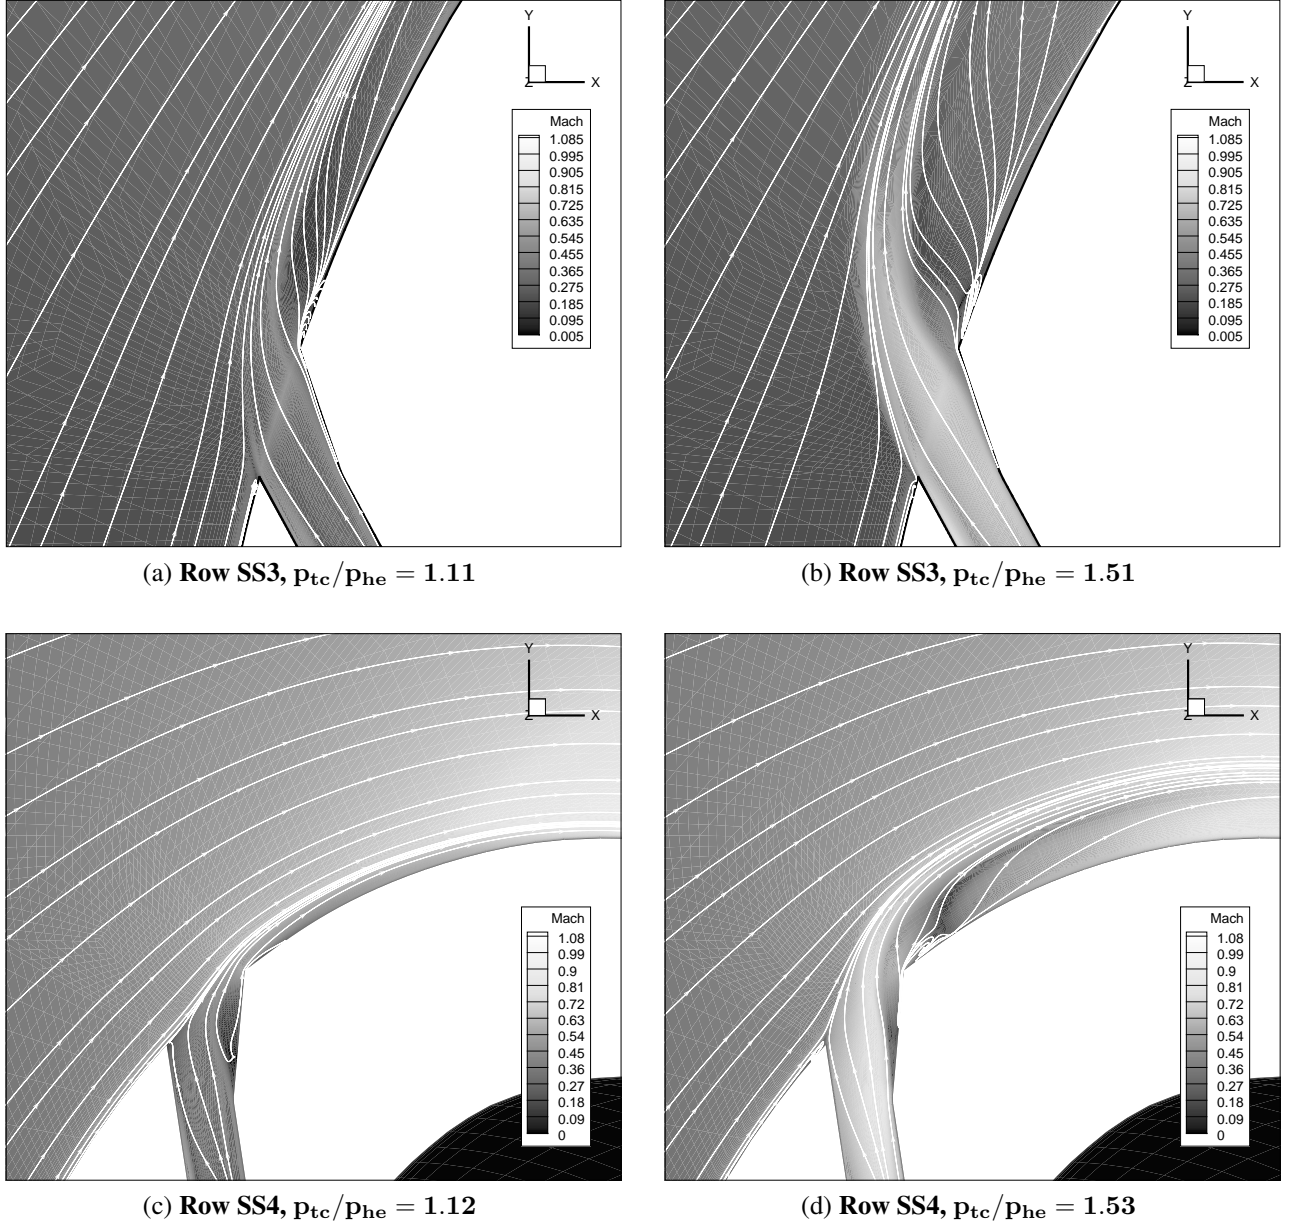 Y
X
Z
Mach
1.085
0.995
0.905
0.815
0.725
0.635
0.545
0.455
0.365
0.275
0.185
0.095
0.005
(a) Row SS3, p_tc/p_he = 1.11
Y
X
Z
Mach
1.085
0.995
0.905
0.815
0.725
0.635
0.545
0.455
0.365
0.275
0.185
0.095
0.005
(b) Row SS3, p_tc/p_he = 1.51
Y
X
Z
Mach
1.08
0.99
0.9
0.81
0.72
0.63
0.54
0.45
0.36
0.27
0.18
0.09
0
(c) Row SS4, p_tc/p_he = 1.12
Y
X
Z
Mach
1.08
0.99
0.9
0.81
0.72
0.63
0.54
0.45
0.36
0.27
0.18
0.09
0
(d) Row SS4, p_tc/p_he = 1.53